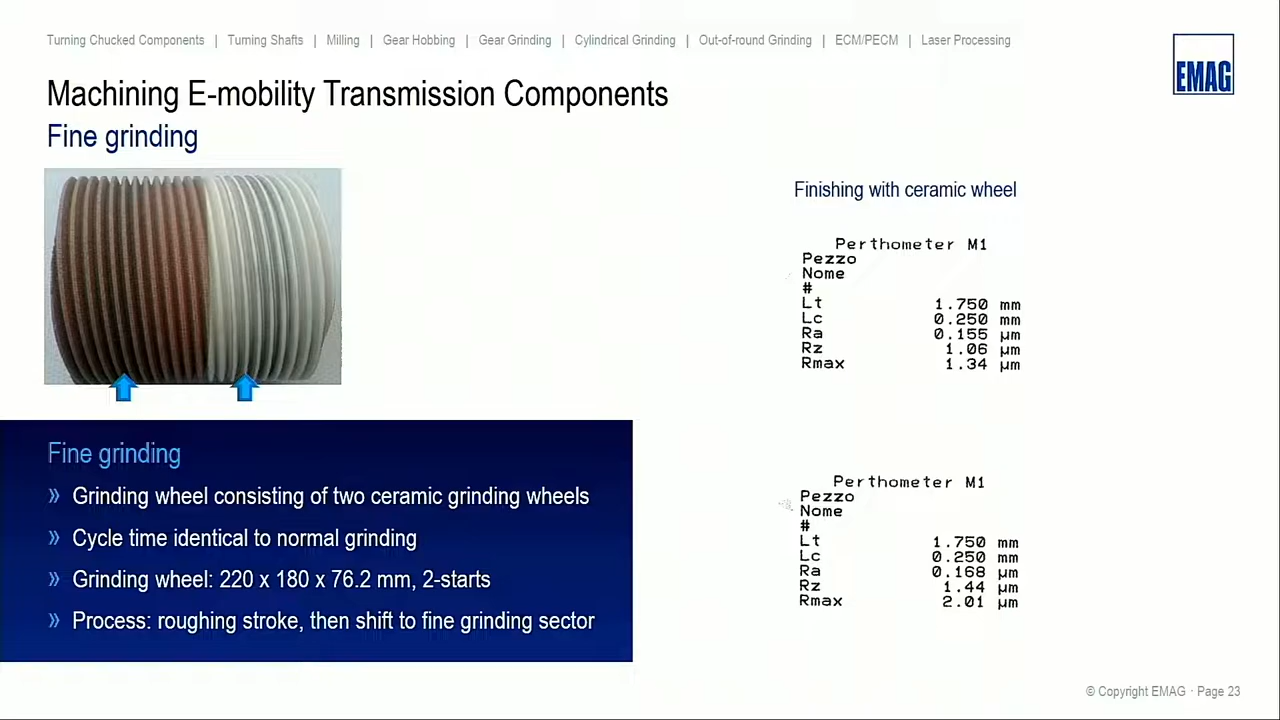 Turning Chucked Components | Turning Shafts | Milling | Gear Hobbing | Gear Grinding | Cylindrical Grinding | Out-of-round Grinding | ECM/PECM | Laser Processing
EMAG
Machining E-mobility Transmission Components
Fine grinding
Finishing with ceramic wheel
Perthometer M1
Pezzo
Nome
#
Lt 1.750 mm
Lc 0.250 mm
Ra 0.155 µm
Rz 1.06 µm
Rmax 1.34 µm
Fine grinding
» Grinding wheel consisting of two ceramic grinding wheels
» Cycle time identical to normal grinding
» Grinding wheel: 220 x 180 x 76.2 mm, 2-starts
» Process: roughing stroke, then shift to fine grinding sector
Perthometer M1
Pezzo
Nome
#
Lt 1.750 mm
Lc 0.250 mm
Ra 0.168 µm
Rz 1.44 µm
Rmax 2.01 µm
© Copyright EMAG · Page 23